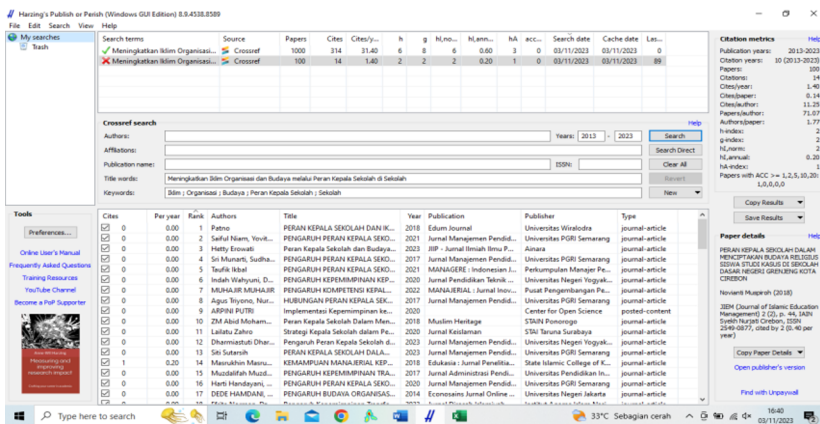 Harzing's Publish or Perish (Windows GUI Edition) 8.9.4538.8589
File Edit Search View Help
My searches
Trash
Search terms Source Papers Cites Cites/y... h g hI,no... hI,ann... hA acc... Search date Cache date Las...
Meningkatkan Iklim Organisasi... Crossref 1000 314 31.40 6 8 6 0.60 3 0 03/11/2023 03/11/2023 0
Meningkatkan Iklim Organisasi... Crossref 100 14 1.40 2 2 2 0.20 1 0 03/11/2023 03/11/2023 89
Citation metrics Help
Publication years: 2013-2023
Citation years: 10 (2013-2023)
Papers: 100
Citations: 14
Cites/year: 1.40
Cites/paper: 0.14
Cites/author: 11.25
Papers/author: 71.07
Authors/paper: 1.77
h-index: 2
g-index: 2
hI,norm: 2
hI,annual: 0.20
hA-index: 1
Papers with ACC >= 1,2,5,10,20:
1,0,0,0,0
Copy Results
Save Results
Crossref search Help
Authors: Years: 2013 - 2023 Search
Affiliations: Search Direct
Publication name: ISSN: Clear All
Title words: Meningkatkan Iklim Organisasi dan Budaya melalui Peran Kepala Sekolah di Sekolah Revert
Keywords: Iklim ; Organisasi ; Budaya ; Peran Kepala Sekolah ; Sekolah New
Tools
Preferences...
Online User's Manual
Frequently Asked Questions
Training Resources
YouTube Channel
Become a PoP Supporter
Measuring and
improving
research impact
Cites Per year Rank Authors Title Year Publication Publisher Type
0 0.00 1 Patno PERAN KEPALA SEKOLAH DAN IK... 2018 Edum Journal Universitas Wiralodra journal-article
0 0.00 2 Saiful Niam, Yovit... PENGARUH PERAN KEPALA SEKO... 2021 Jurnal Manajemen Pendid... Universitas PGRI Semarang journal-article
0 0.00 3 Hetty Erowati Peran Kepala Sekolah dan Budaya... 2023 JIIP - Jurnal Ilmiah Ilmu P... Ainara journal-article
0 0.00 4 Sri Munarti, Sudha... PENGARUH PERAN KEPALA SEKO... 2017 Jurnal Manajemen Pendid... Universitas PGRI Semarang journal-article
0 0.00 5 Taufik Ikbal PENGARUH PERAN KEPALA SEKO... 2021 MANAGERE : Indonesian J... Perkumpulan Manajer Pe... journal-article
0 0.00 6 Indah Wahyuni, D... PENGARUH KEPEMIMPINAN KEP... 2020 Jurnal Pendidikan Teknik ... Universitas Negeri Yogyak... journal-article
0 0.00 7 MUHAJIR MUHAJIR PENGARUH KOMPETENSI KEPAL... 2022 MANAJERIAL : Jurnal Inov... Pusat Pengembangan Pe... journal-article
0 0.00 8 Agus Triyono, Nur... HUBUNGAN PERAN KEPALA SEK... 2017 Jurnal Manajemen Pendid... Universitas PGRI Semarang journal-article
0 0.00 9 ARPINI PUTRI Implementasi Kepemimpinan ke... 2020 Center for Open Science posted-content
0 0.00 10 ZM Abid Moham... Peran Kepala Sekolah Dalam Men... 2018 Muslim Heritage STAIN Ponorogo journal-article
0 0.00 11 Lailatu Zahro Strategi Kepala Sekolah dalam Pe... 2020 Jurnal Keislaman STAI Taruna Surabaya journal-article
0 0.00 12 Dharmiastuti Dhar... Pengaruh Peran Kepala Sekolah d... 2023 Jurnal Manajemen Pendid... Universitas Negeri Yogyak... journal-article
0 0.00 13 Siti Sutarsih PERAN KEPALA SEKOLAH DALA... 2023 Jurnal Manajemen Pendid... Universitas PGRI Semarang journal-article
1 0.20 14 Masrukhin Masru... KEMAMPUAN MANAJERIAL KEP... 2018 Edukasia : Jurnal Penelitia... State Islamic College of K... journal-article
0 0.00 15 Muzdalifah Muzd... PENGARUH KEPEMIMPINAN TRA... 2017 Jurnal Administrasi Pendi... Universitas Pendidikan In... journal-article
0 0.00 16 Harti Handayani, ... PENGARUH PERAN KEPALA SEKO... 2020 Jurnal Manajemen Pendid... Universitas PGRI Semarang journal-article
0 0.00 17 DEDE HAMDANI, ... PENGARUH BUDAYA ORGANISAS... 2014 Econosains Jurnal Online ... Universitas Negeri Jakarta journal-article
Paper details Help
PERAN KEPALA SEKOLAH DALAM
MENCIPTAKAN BUDAYA RELIGIUS
SISWA STUDI KASUS DI SEKOLAH
DASAR NEGERI GRENJENG KOTA
CIREBON
Novianti Muspiroh (2018)
JIEM (Journal of Islamic Education
Management) 2 (2), p. 44, IAIN
Syekh Nurjati Cirebon, ISSN
2549-0877, cited by 2 (0.40 per
year)
Copy Paper Details
Open publisher's version
Find with Unpaywall
Type here to search
33°C Sebagian cerah
16:40
03/11/2023